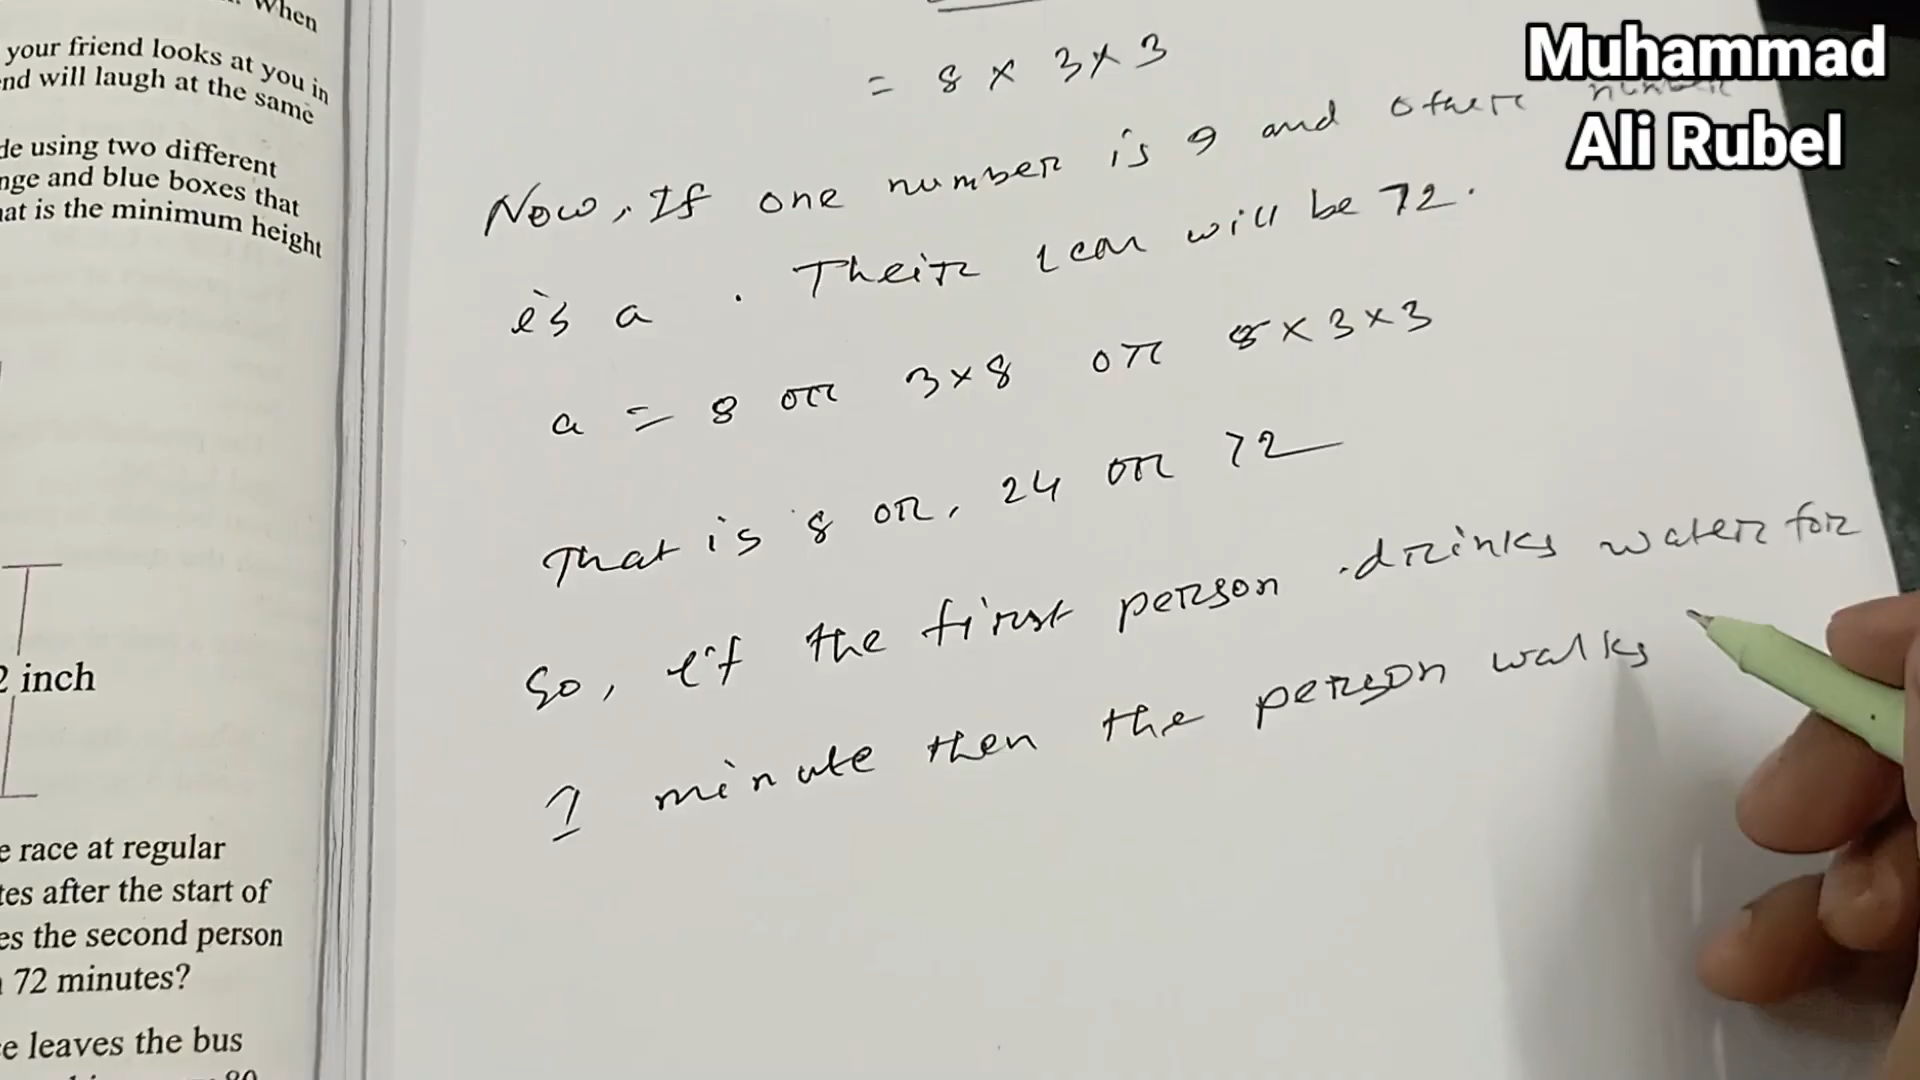 When
your friend looks at you in
nd will laugh at the same
de using two different
nge and blue boxes that
at is the minimum height
2 inch
e race at regular
tes after the start of
es the second person
72 minutes?
e leaves the bus
80
= 8 × 3 × 3
Now, If one number is 9 and other number
is a . Their lcm will be 72.
a = 8 or 3×8 or 8×3×3
That is 8 or, 24 or 72
So, if the first person drinks water for
1 minute then the person walks
Muhammad
Ali Rubel